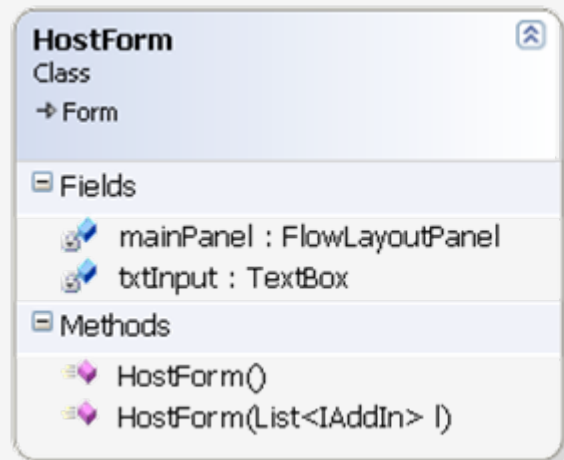 HostForm
Class
Form
Fields
mainPanel : FlowLayoutPanel
txtInput : TextBox
Methods
HostForm()
HostForm(List<IAddIn> l)